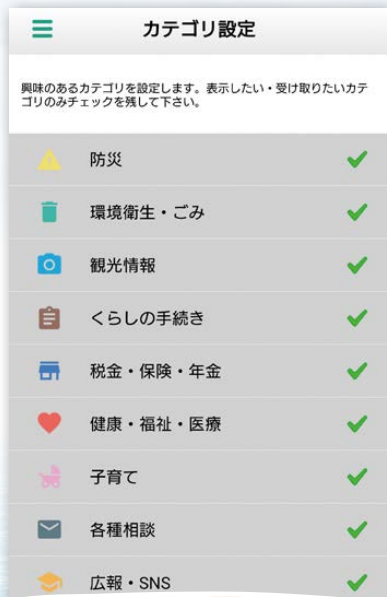 カテゴリ設定
興味のあるカテゴリを設定します。表示したい・受け取りたいカテ
ゴリのみチェックを残して下さい。
防災
環境衛生・ごみ
観光情報
くらしの手続き
税金・保険・年金
健康・福祉・医療
子育て
各種相談
広報・SNS